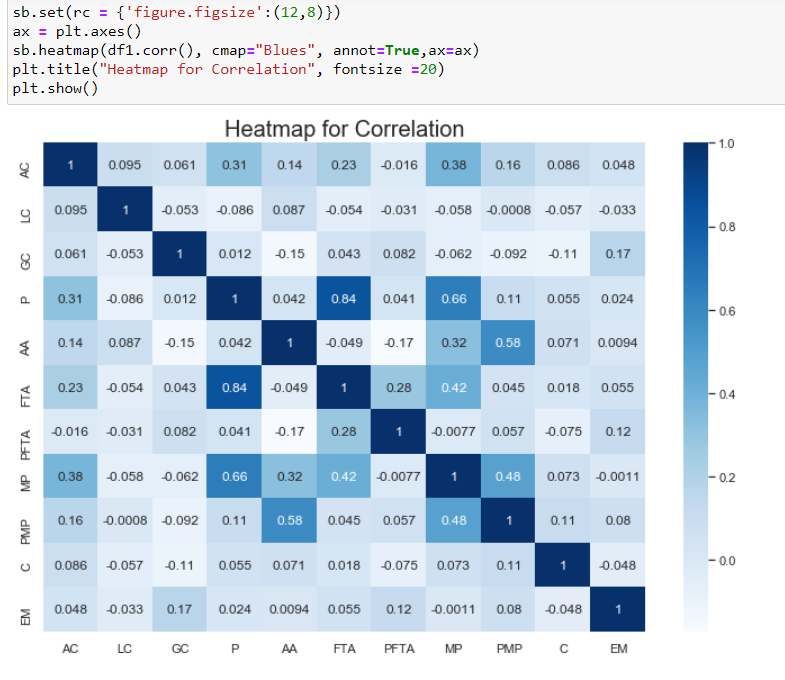 sb.set(rc = {'figure.figsize':(12,8)})
ax = plt.axes()
sb.heatmap(df1.corr(), cmap="Blues", annot=True,ax=ax)
plt.title("Heatmap for Correlation", fontsize =20)
plt.show()
Heatmap for Correlation
AC 1 0.095 0.061 0.31 0.14 0.23 -0.016 0.38 0.16 0.086 0.048
LC 0.095 1 -0.053 -0.086 0.087 -0.054 -0.031 -0.058 -0.0008 -0.057 -0.033
GC 0.061 -0.053 1 0.012 -0.15 0.043 0.082 -0.062 -0.092 -0.11 0.17
P 0.31 -0.086 0.012 1 0.042 0.84 0.041 0.66 0.11 0.055 0.024
AA 0.14 0.087 -0.15 0.042 1 -0.049 -0.17 0.32 0.58 0.071 0.0094
FTA 0.23 -0.054 0.043 0.84 -0.049 1 0.28 0.42 0.045 0.018 0.055
PFTA -0.016 -0.031 0.082 0.041 -0.17 0.28 1 -0.0077 0.057 -0.075 0.12
MP 0.38 -0.058 -0.062 0.66 0.32 0.42 -0.0077 1 0.48 0.073 -0.0011
PMP 0.16 -0.0008 -0.092 0.11 0.58 0.045 0.057 0.48 1 0.11 0.08
C 0.086 -0.057 -0.11 0.055 0.071 0.018 -0.075 0.073 0.11 1 -0.048
EM 0.048 -0.033 0.17 0.024 0.0094 0.055 0.12 -0.0011 0.08 -0.048 1
AC LC GC P AA FTA PFTA MP PMP C EM
1.0
0.8
0.6
0.4
0.2
0.0